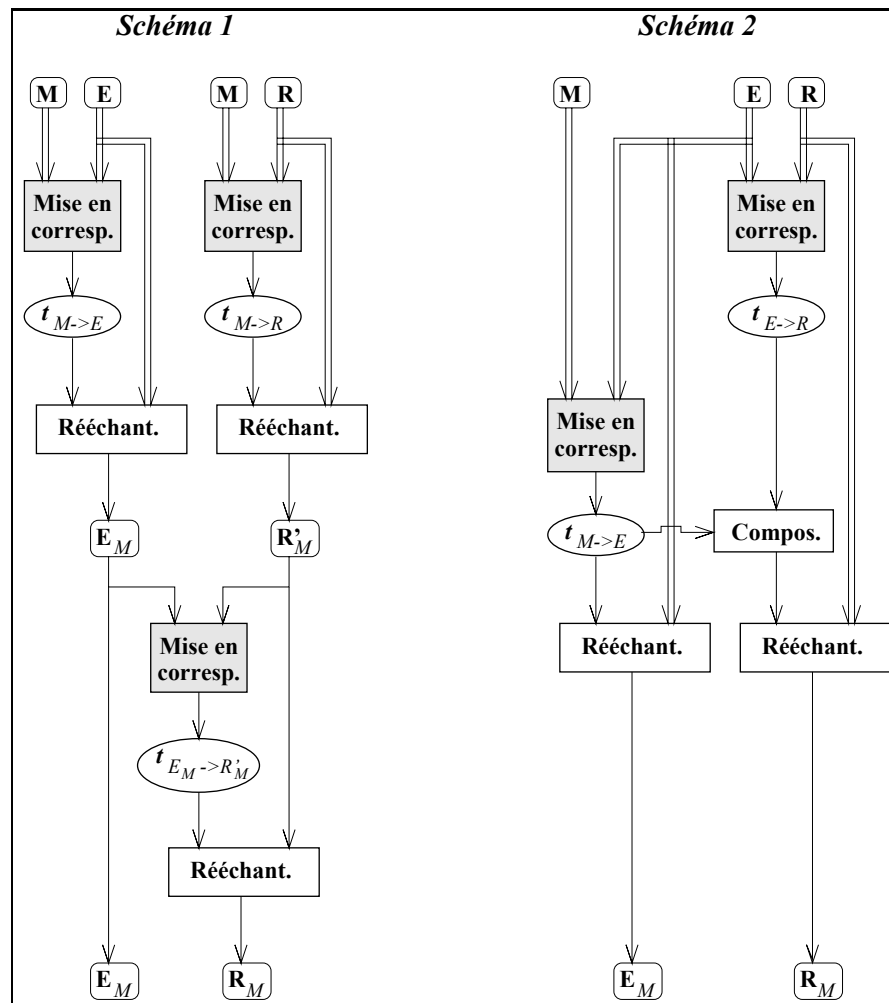 Schéma 1
M E M R
Mise en
corresp.
Mise en
corresp.
t M->E
t M->R
Rééchant.
Rééchant.
E M
R' M
Mise en
corresp.
t E M ->R' M
Rééchant.
E M
R M
Schéma 2
M E R
Mise en
corresp.
t E->R
Mise en
corresp.
t M->E
Compos.
Rééchant.
Rééchant.
E M
R M